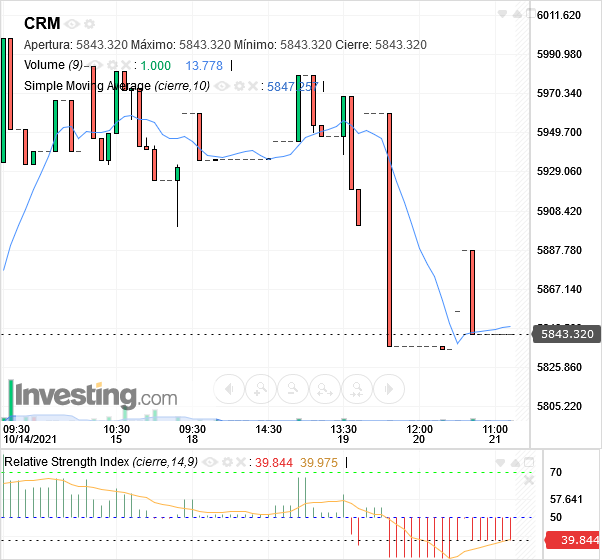 CRM
Apertura: 5843.320 Máximo: 5843.320 Mínimo: 5843.320 Cierre: 5843.320
Volume (9) : 1.000 13.778
Simple Moving Average (cierre,10) : 5847.257
6011.620
5990.980
5970.340
5949.700
5929.060
5908.420
5887.780
5867.140
5843.320
5825.860
5805.220
Investing.com
09:30 10:30 09:30 14:30 13:30 12:00 11:00
10/14/2021 15 18 19 20 21
Relative Strength Index (cierre,14,9) : 39.844 39.975
70
57.641
50
39.844